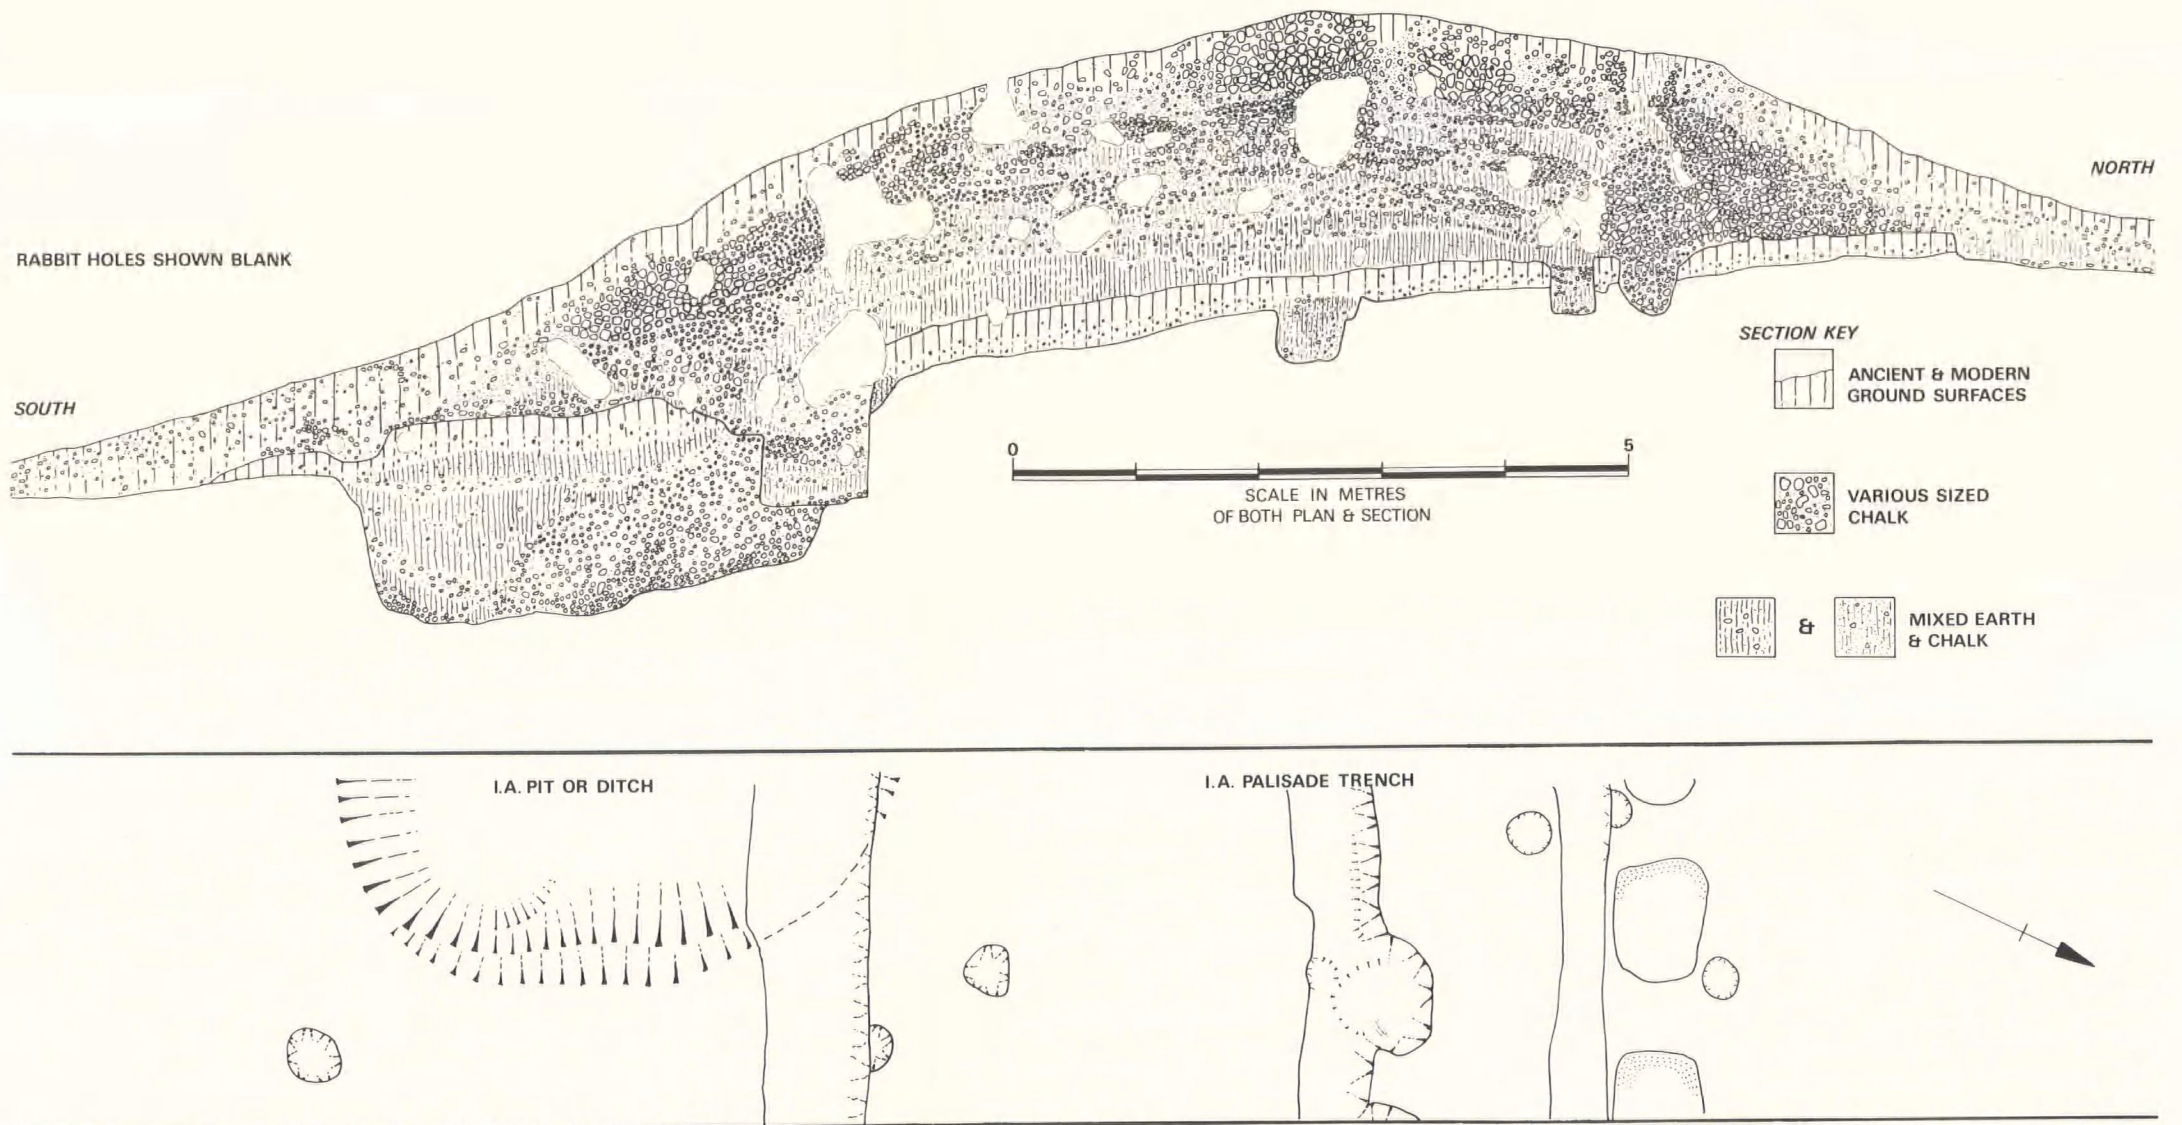 NORTH
RABBIT HOLES SHOWN BLANK
SOUTH
SECTION KEY
ANCIENT & MODERN
GROUND SURFACES
0 5
SCALE IN METRES
OF BOTH PLAN & SECTION
VARIOUS SIZED
CHALK
& MIXED EARTH
& CHALK
I.A. PIT OR DITCH
I.A. PALISADE TRENCH